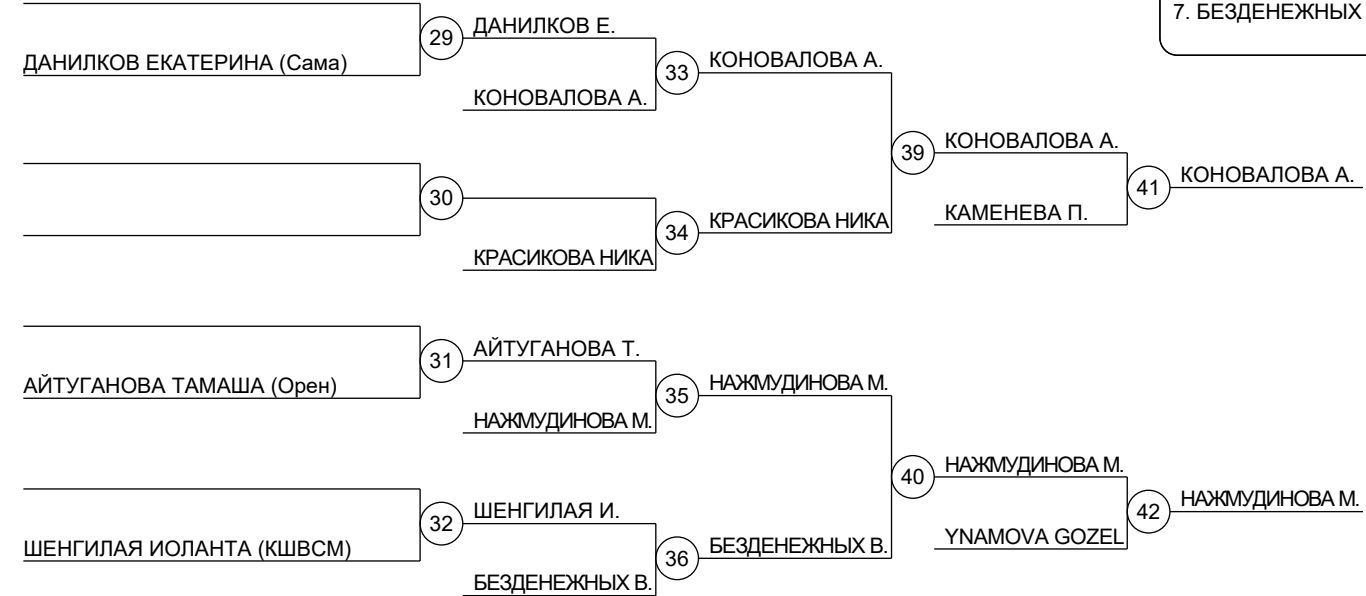 7. БЕЗДЕНЕЖНЫХ
ДАНИЛКОВ Е.
29
ДАНИЛКОВ ЕКАТЕРИНА (Сама)
КОНОВАЛОВА А.
33
КОНОВАЛОВА А.
КОНОВАЛОВА А.
39
КОНОВАЛОВА А.
41
30
КАМЕНЕВА П.
КРАСИКОВА НИКА
34
КРАСИКОВА НИКА
АЙТУГАНОВА Т.
31
АЙТУГАНОВА ТАМАША (Орен)
НАЖМУДИНОВА М.
35
НАЖМУДИНОВА М.
НАЖМУДИНОВА М.
40
НАЖМУДИНОВА М.
42
ШЕНГИЛАЯ И.
32
YNAMOVA GOZEL
ШЕНГИЛАЯ ИОЛАНТА (КШВСМ)
БЕЗДЕНЕЖНЫХ В.
36
БЕЗДЕНЕЖНЫХ В.